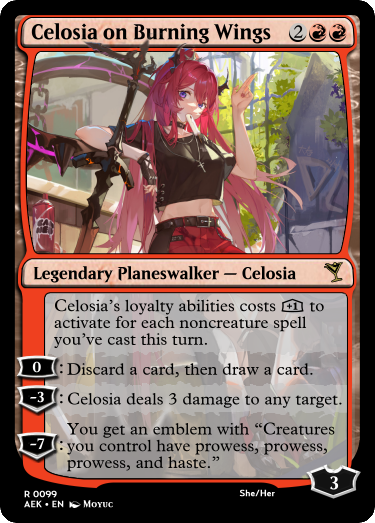 Celosia on Burning Wings 2
Legendary Planeswalker — Celosia
Celosia's loyalty abilities costs +1 to
activate for each noncreature spell
you've cast this turn.
0: Discard a card, then draw a card.
-3: Celosia deals 3 damage to any target.
You get an emblem with “Creatures
-7: you control have prowess, prowess,
prowess, and haste.”
3
R 0099
She/Her
AEK • EN Moyuc